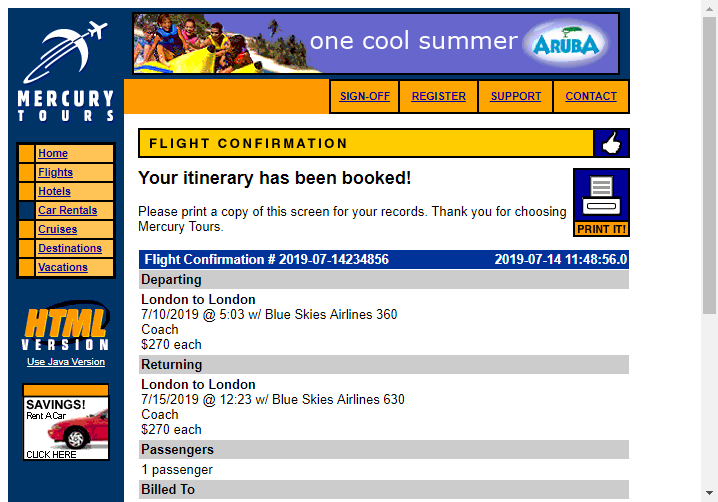 one cool summer ARUBA
MERCURY
TOURS
SIGN-OFF REGISTER SUPPORT CONTACT
Home
Flights
Hotels
Car Rentals
Cruises
Destinations
Vacations
HTML
VERSION
Use Java Version
SAVINGS!
Rent A Car
CLICK HERE
FLIGHT CONFIRMATION
Your itinerary has been booked!
PRINT IT!
Please print a copy of this screen for your records. Thank you for choosing
Mercury Tours.
Flight Confirmation # 2019-07-14234856 2019-07-14 11:48:56.0
Departing
London to London
7/10/2019 @ 5:03 w/ Blue Skies Airlines 360
Coach
$270 each
Returning
London to London
7/15/2019 @ 12:23 w/ Blue Skies Airlines 630
Coach
$270 each
Passengers
1 passenger
Billed To